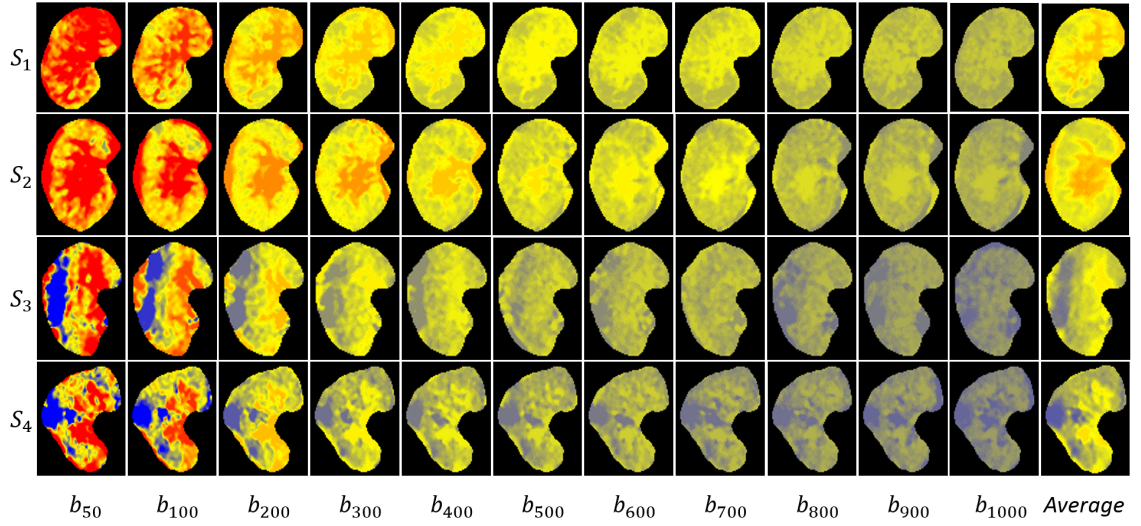 S₁
S₂
S₃
S₄
b₅₀ b₁₀₀ b₂₀₀ b₃₀₀ b₄₀₀ b₅₀₀ b₆₀₀ b₇₀₀ b₈₀₀ b₉₀₀ b₁₀₀₀ Average